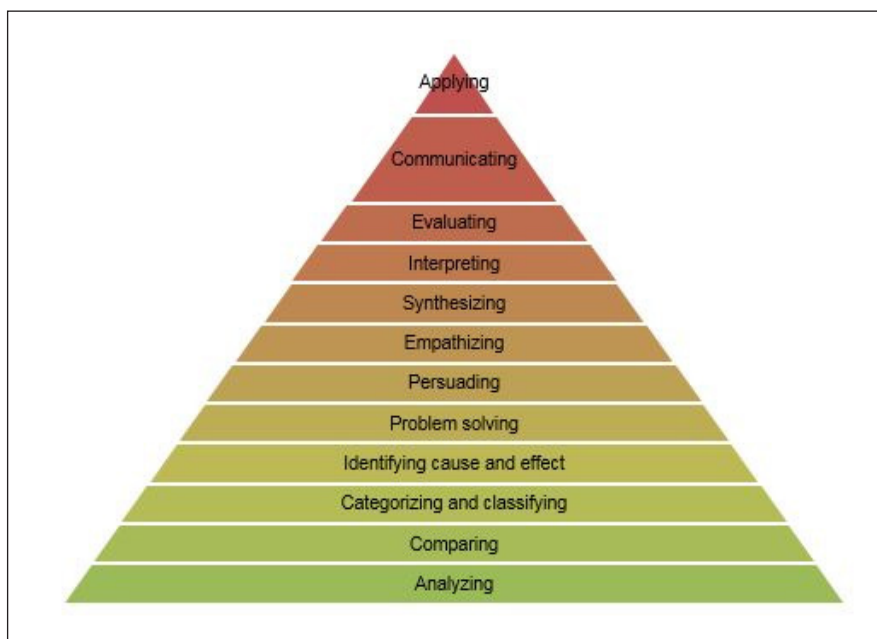 Applying
Communicating
Evaluating
Interpreting
Synthesizing
Empathizing
Persuading
Problem solving
Identifying cause and effect
Categorizing and classifying
Comparing
Analyzing